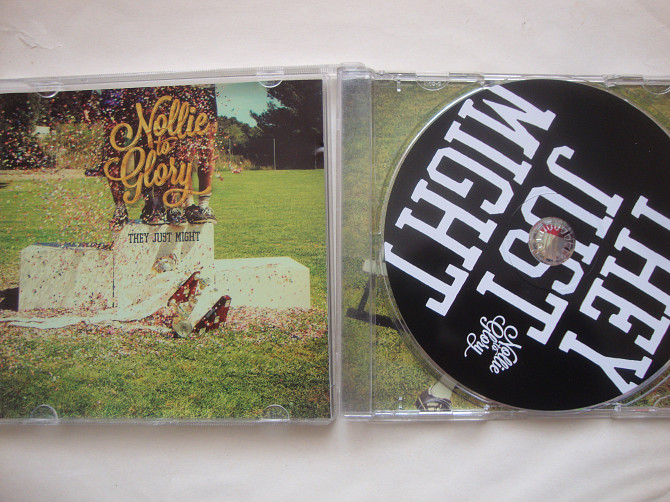 Nollie
to
Glory
THEY JUST MIGHT
THEY
JUST
MIGHT
Nollie
to
Glory